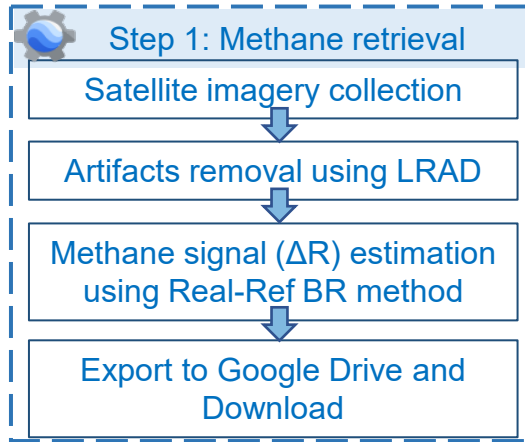 Step 1: Methane retrieval
Satellite imagery collection
Artifacts removal using LRAD
Methane signal (ΔR) estimation
using Real-Ref BR method
Export to Google Drive and
Download